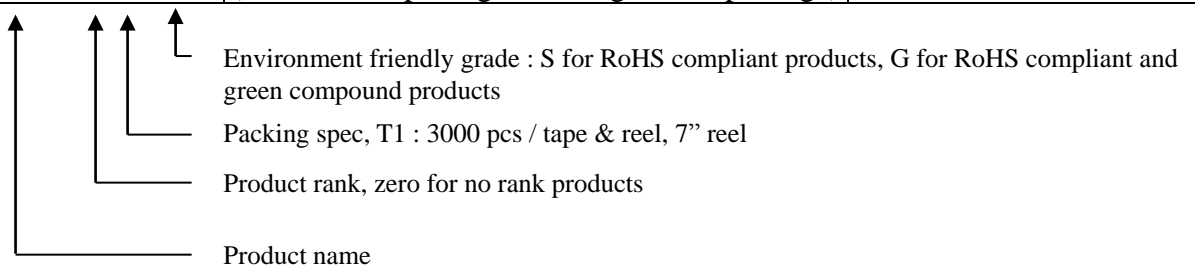 Environment friendly grade : S for RoHS compliant products, G for RoHS compliant and
green compound products
Packing spec, T1 : 3000 pcs / tape & reel, 7” reel
Product rank, zero for no rank products
Product name